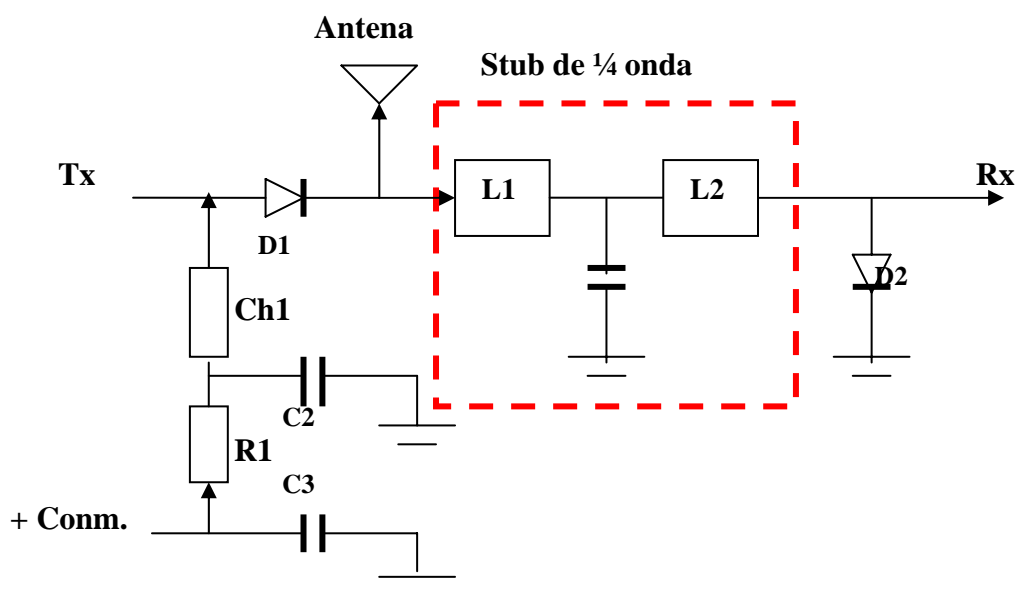 Antena
Stub de ¼ onda
Tx
Rx
L1
L2
D1
D2
Ch1
C2
R1
C3
+ Conm.